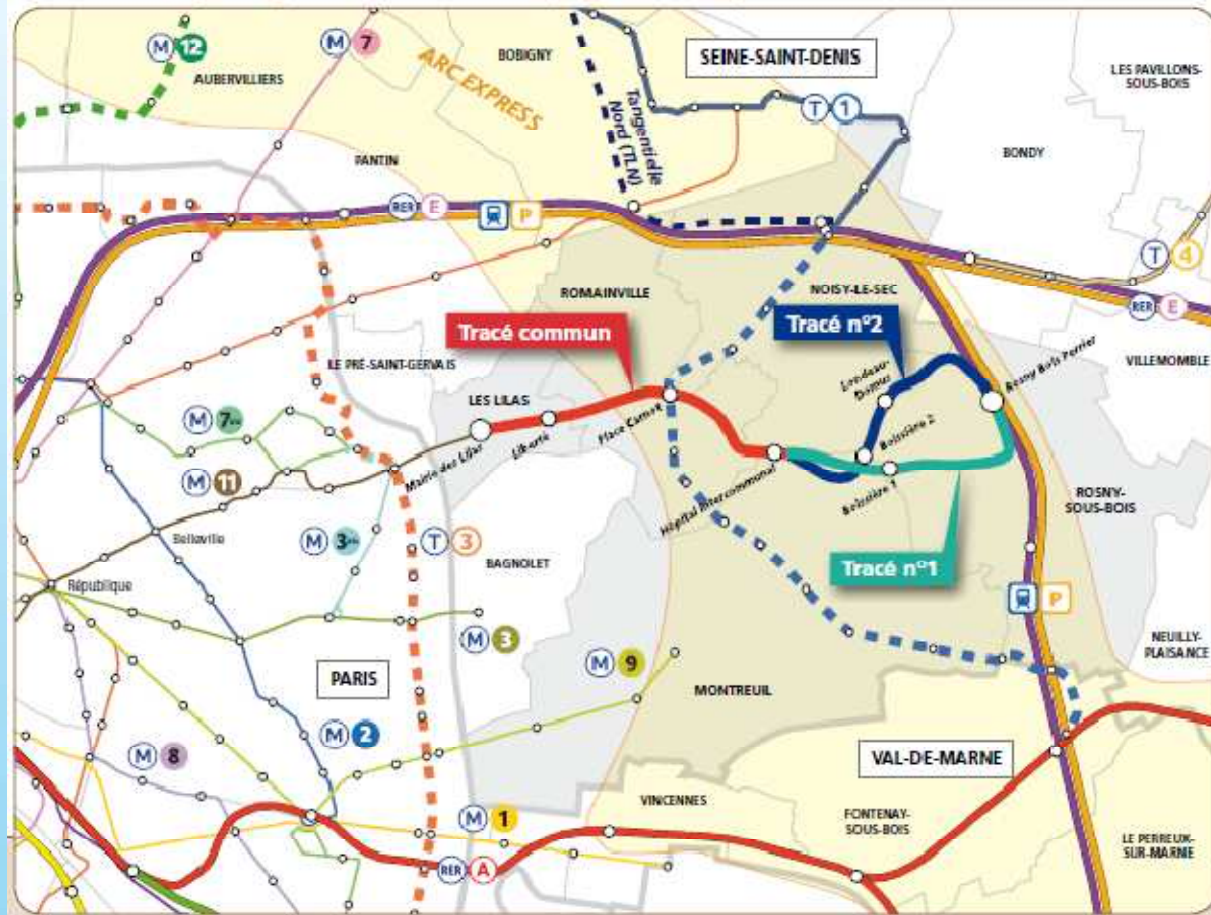 M 12
AUBERVILLIERS
M 7
BOBIGNY
ARC EXPRESS
SEINE-SAINT-DENIS
LES PAVILLONS-
SOUS-BOIS
Tangentielle
Nord (TLN)
T 1
BONDY
PANTIN
RER E
P
T 4
RER E
ROMAINVILLE
NOISY-LE-SEC
Tracé commun
Tracé n°2
VILLEMOMBLE
LE PRÉ-SAINT-GERVAIS
Londeau-
Domus
Rosny Bois Perrier
LES LILAS
Place Carnot
Liberté
Mairie des Lilas
Boissière 2
M 7bis
M 11
Hôpital Intercommunal
Boissière 1
ROSNY-
SOUS-BOIS
Belleville
M 3bis
T 3
BAGNOLET
Tracé n°1
République
P
M 3
M 9
NEUILLY-
PLAISANCE
PARIS
MONTREUIL
M 2
M 8
VAL-DE-MARNE
M 1
VINCENNES
FONTENAY-
SOUS-BOIS
LE PERREUX-
SUR-MARNE
RER A